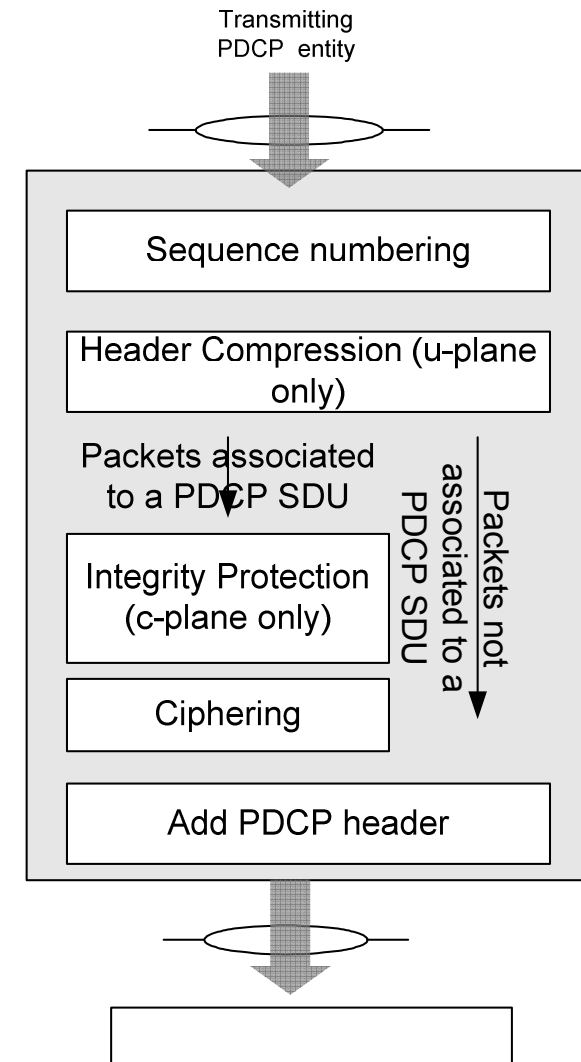 Transmitting
PDCP entity
Sequence numbering
Header Compression (u-plane
only)
Packets associated
to a PDCP SDU
Packets not
associated to a
PDCP SDU
Integrity Protection
(c-plane only)
Ciphering
Add PDCP header